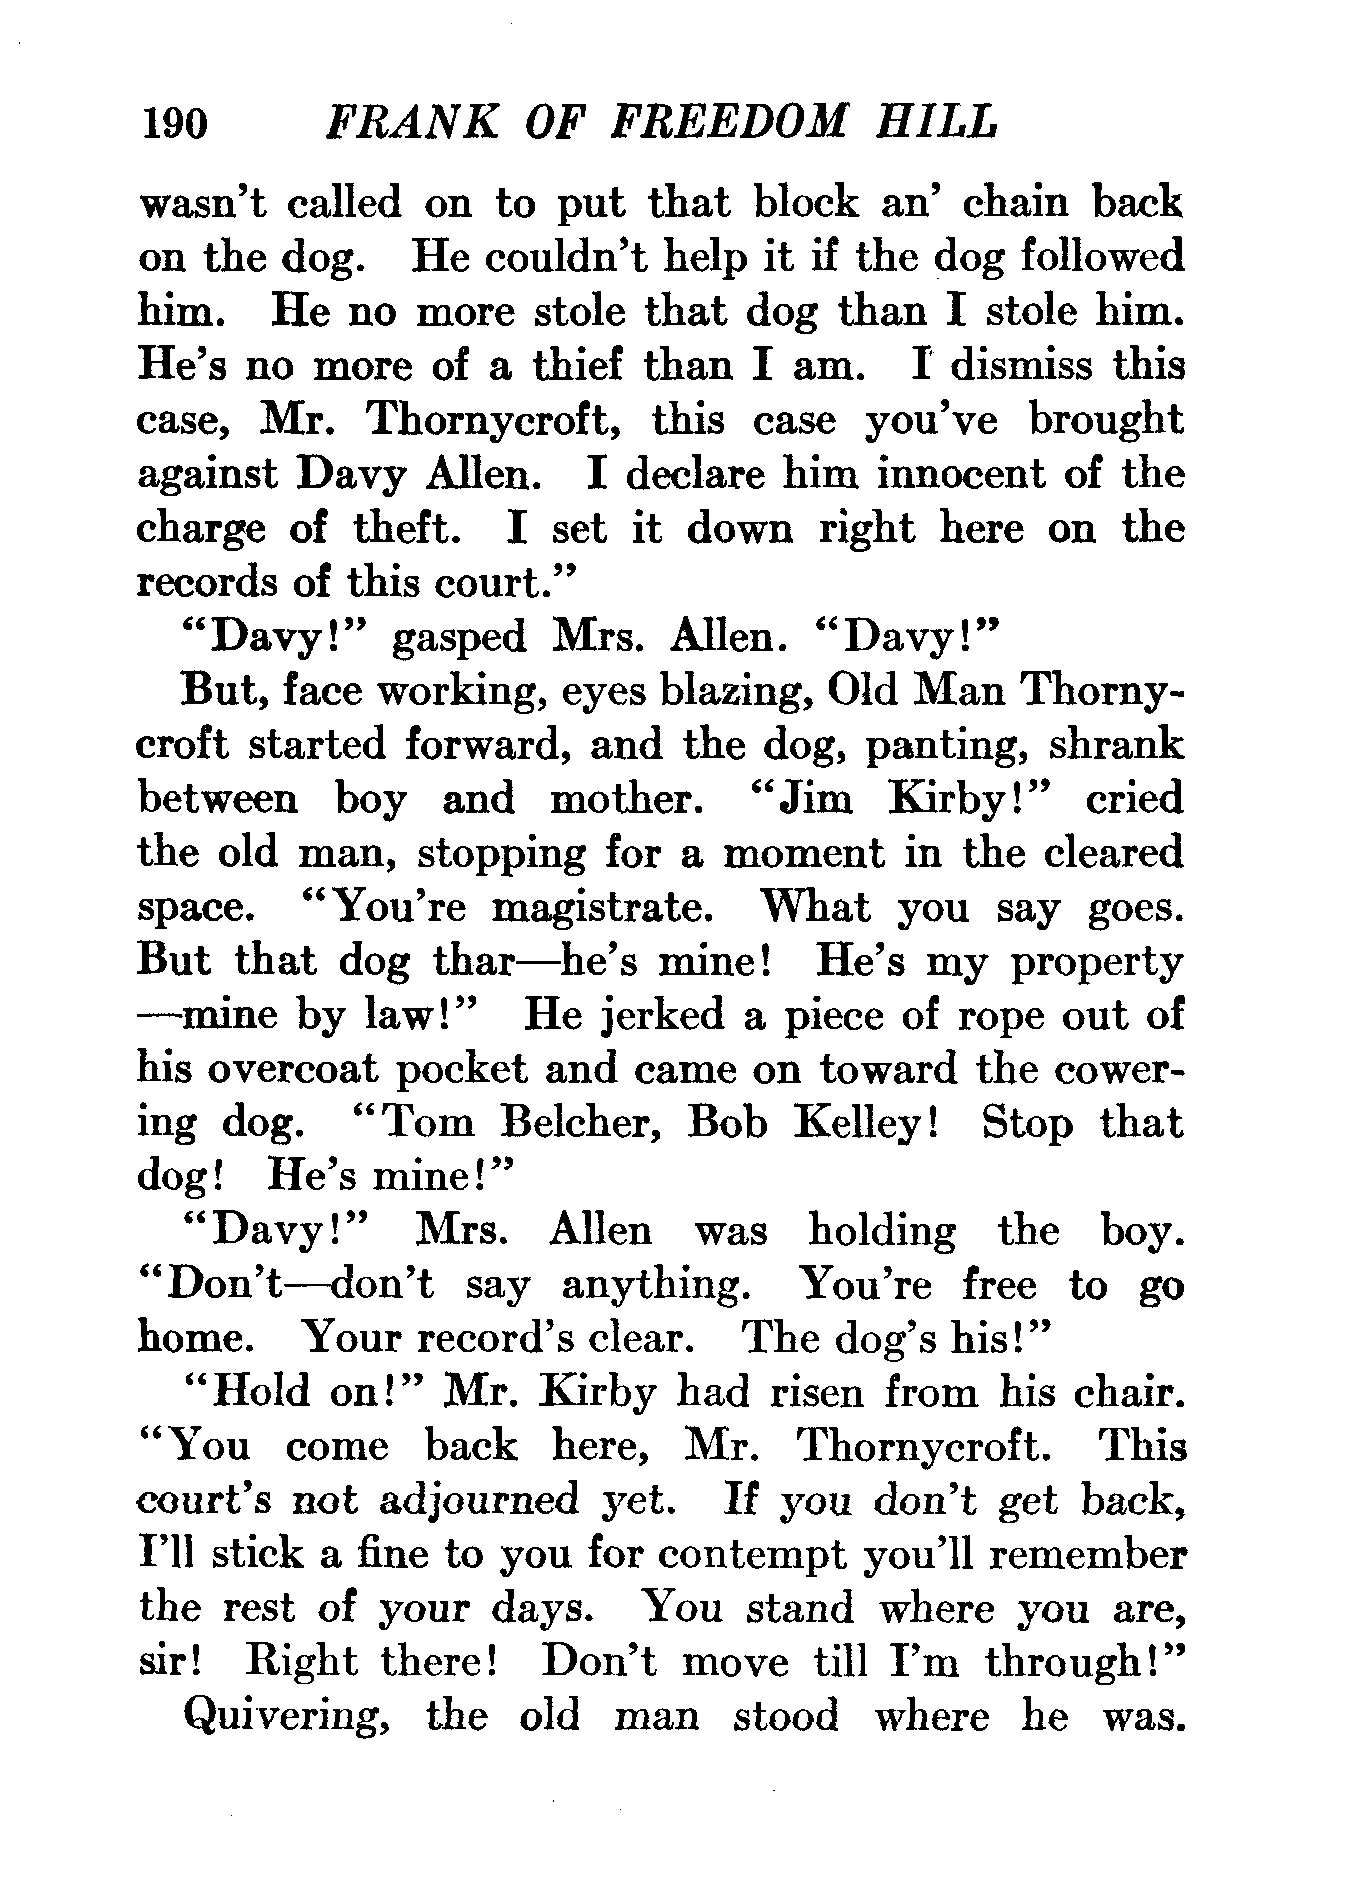 190 FRANK OF FREEDOM HILL
wasn't called on to put that block an' chain back
on the dog. He couldn't help it if the dog followed
him. He no more stole that dog than I stole him.
He's no more of a thief than I am. I dismiss this
case, Mr. Thornycroft, this case you've brought
against Davy Allen. I declare him innocent of the
charge of theft. I set it down right here on the
records of this court."
"Davy!" gasped Mrs. Allen. "Davy!"
But, face working, eyes blazing, Old Man Thorny-
croft started forward, and the dog, panting, shrank
between boy and mother. "Jim Kirby!" cried
the old man, stopping for a moment in the cleared
space. "You're magistrate. What you say goes.
But that dog thar—he's mine! He's my property
—mine by law!" He jerked a piece of rope out of
his overcoat pocket and came on toward the cower-
ing dog. "Tom Belcher, Bob Kelley! Stop that
dog! He's mine!"
"Davy!" Mrs. Allen was holding the boy.
"Don't—don't say anything. You're free to go
home. Your record's clear. The dog's his!"
"Hold on!" Mr. Kirby had risen from his chair.
"You come back here, Mr. Thornycroft. This
court's not adjourned yet. If you don't get back,
I'll stick a fine to you for contempt you'll remember
the rest of your days. You stand where you are,
sir! Right there! Don't move till I'm through!"
Quivering, the old man stood where he was.